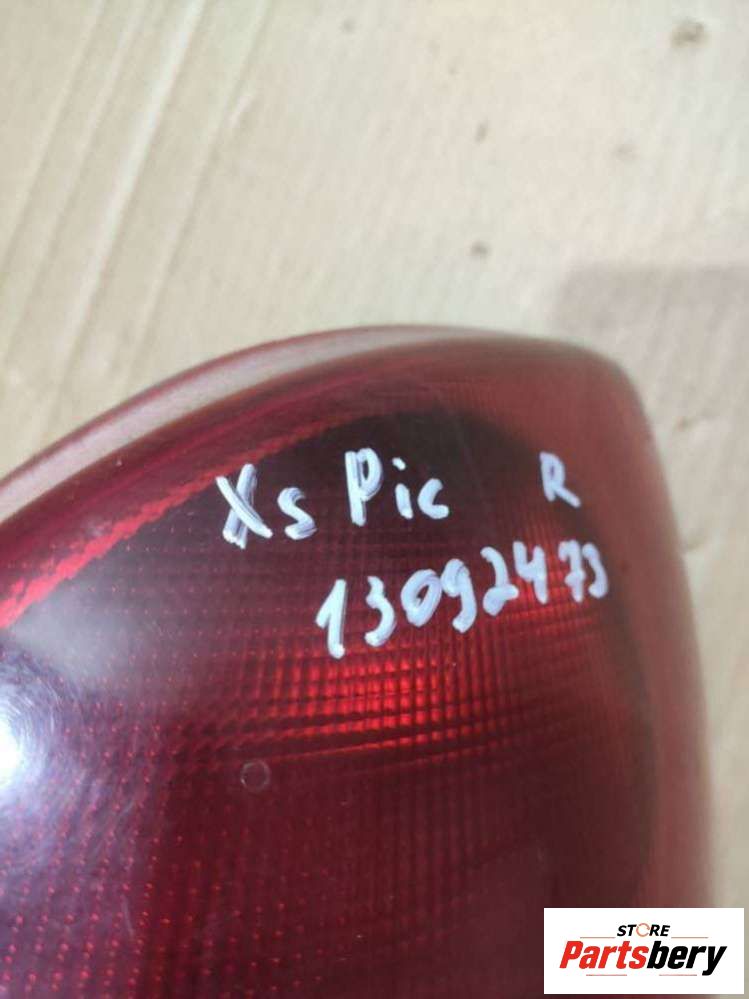 Xs Pic R
13092473
STORE
Partsbery